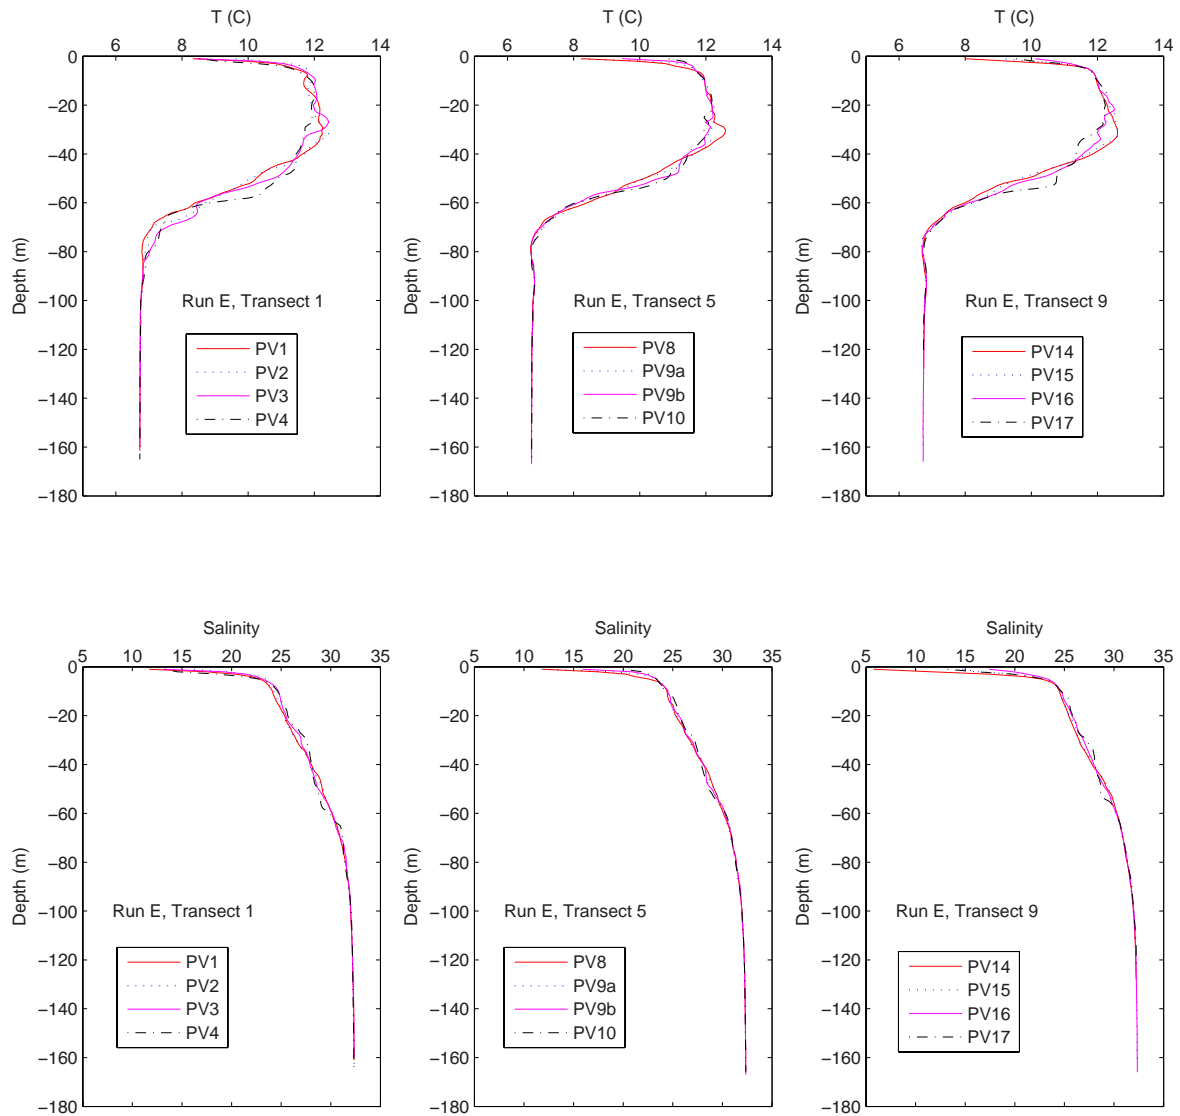 T (C)
6 8 10 12 14
0
−20
−40
−60
−80
−100
−120
−140
−160
−180
Depth (m)
Run E, Transect 1
PV1
PV2
PV3
PV4
T (C)
6 8 10 12 14
0
−20
−40
−60
−80
−100
−120
−140
−160
−180
Depth (m)
Run E, Transect 5
PV8
PV9a
PV9b
PV10
T (C)
6 8 10 12 14
0
−20
−40
−60
−80
−100
−120
−140
−160
−180
Depth (m)
Run E, Transect 9
PV14
PV15
PV16
PV17
Salinity
5 10 15 20 25 30 35
0
−20
−40
−60
−80
−100
−120
−140
−160
−180
Depth (m)
Run E, Transect 1
PV1
PV2
PV3
PV4
Salinity
5 10 15 20 25 30 35
0
−20
−40
−60
−80
−100
−120
−140
−160
−180
Depth (m)
Run E, Transect 5
PV8
PV9a
PV9b
PV10
Salinity
5 10 15 20 25 30 35
0
−20
−40
−60
−80
−100
−120
−140
−160
−180
Depth (m)
Run E, Transect 9
PV14
PV15
PV16
PV17